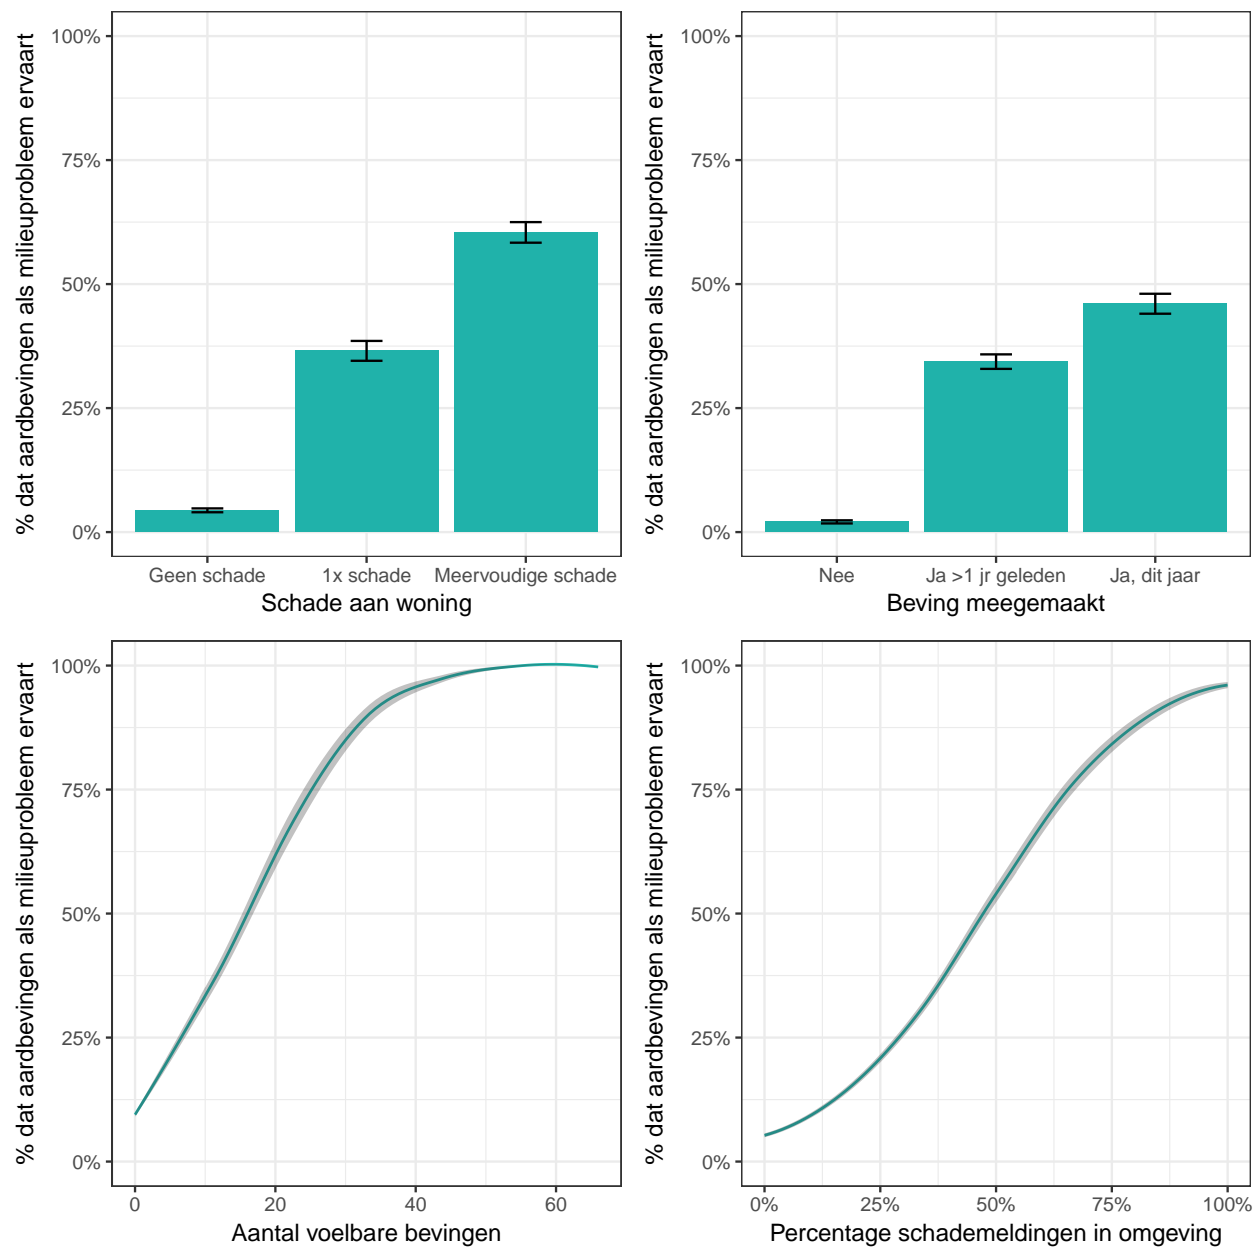 % dat aardbevingen als milieuprobleem ervaart
100%
75%
50%
25%
0%
Geen schade
1x schade
Meervoudige schade
Schade aan woning
% dat aardbevingen als milieuprobleem ervaart
100%
75%
50%
25%
0%
Nee
Ja >1 jr geleden
Ja, dit jaar
Beving meegemaakt
% dat aardbevingen als milieuprobleem ervaart
100%
75%
50%
25%
0%
0
20
40
60
Aantal voelbare bevingen
% dat aardbevingen als milieuprobleem ervaart
100%
75%
50%
25%
0%
0%
25%
50%
75%
100%
Percentage schademeldingen in omgeving